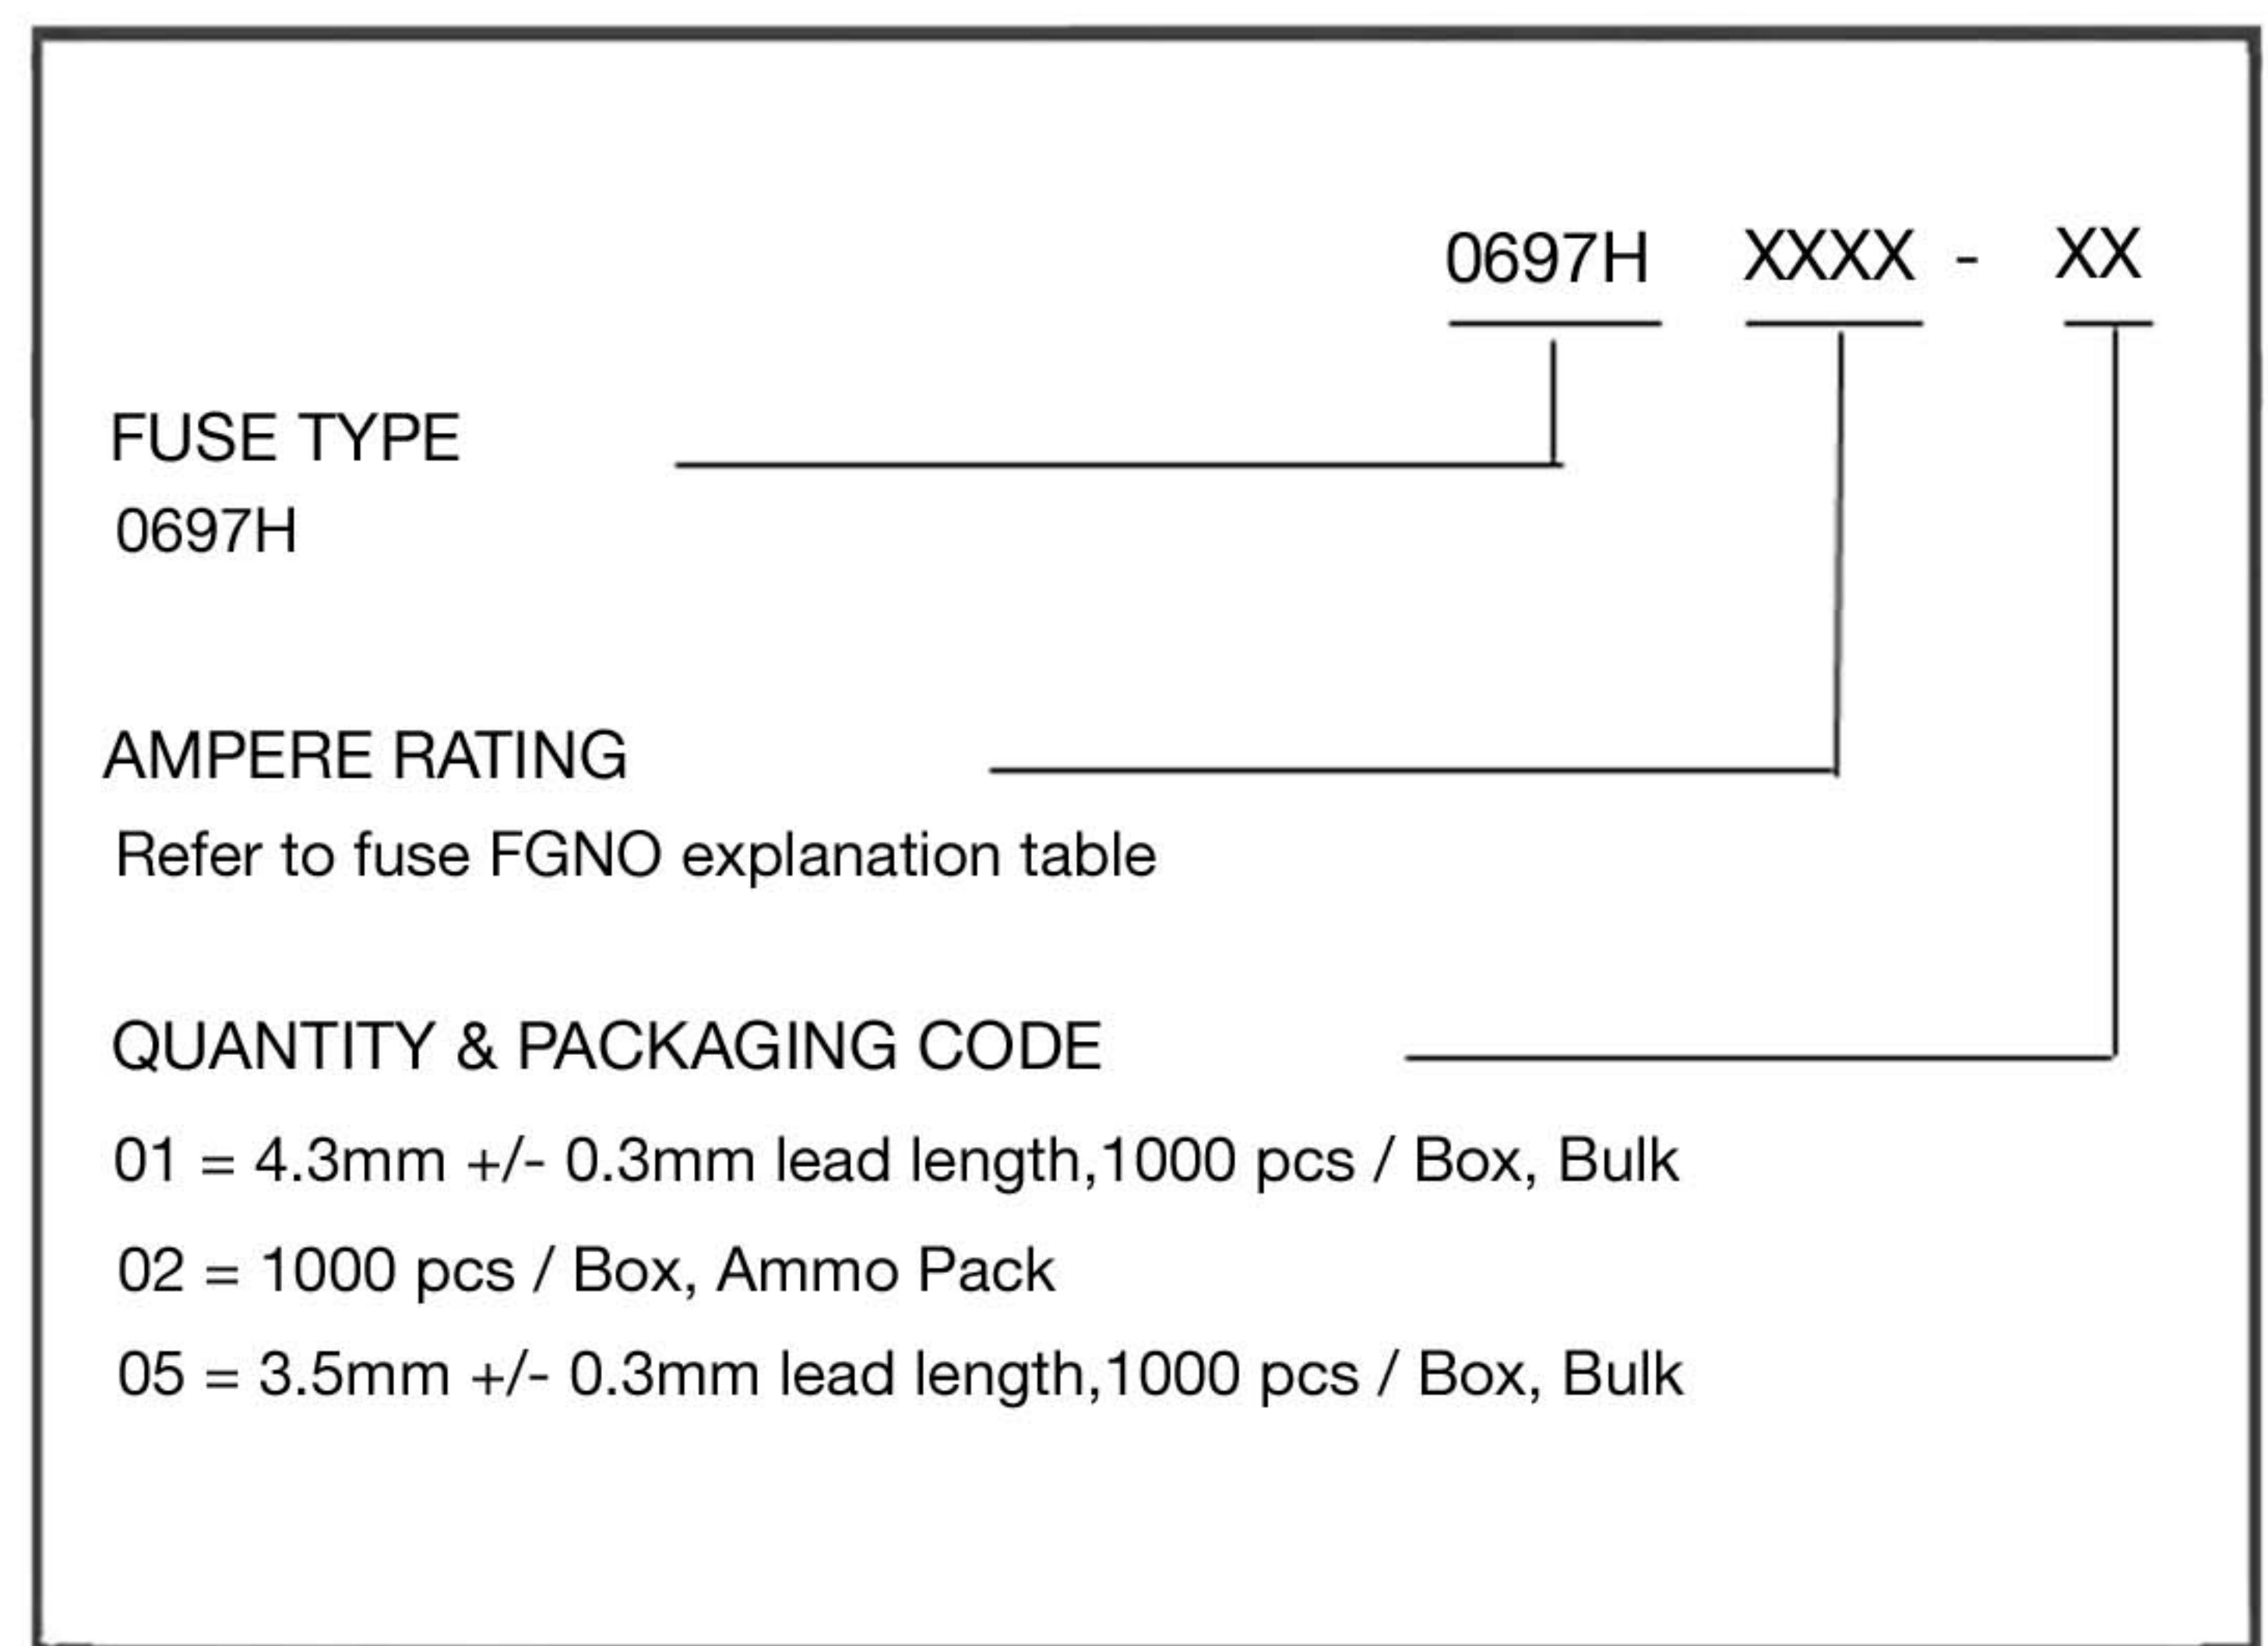 0697H XXXX - XX
FUSE TYPE
0697H
AMPERE RATING
Refer to fuse FGNO explanation table
QUANTITY & PACKAGING CODE
01 = 4.3mm +/- 0.3mm lead length,1000 pcs / Box, Bulk
02 = 1000 pcs / Box, Ammo Pack
05 = 3.5mm +/- 0.3mm lead length,1000 pcs / Box, Bulk